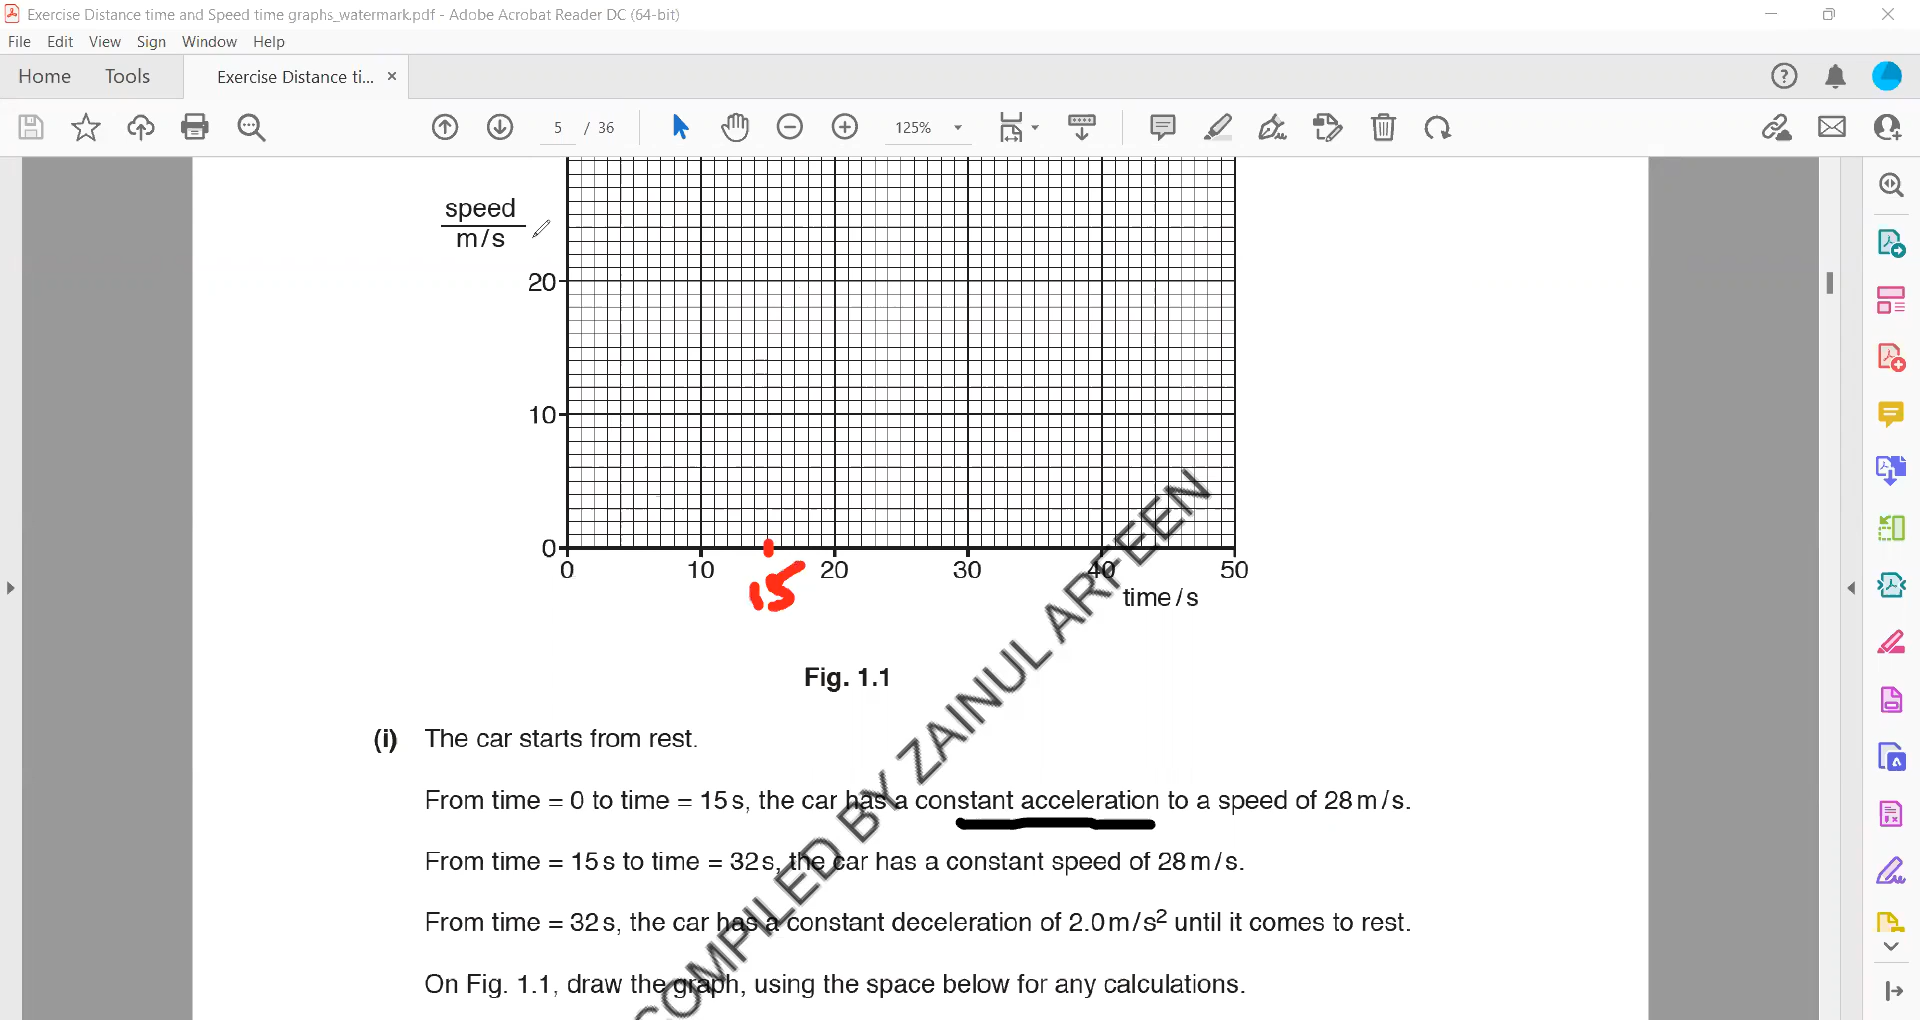 Exercise Distance time and Speed time graphs_watermark.pdf - Adobe Acrobat Reader DC (64-bit)
File Edit View Sign Window Help
Home Tools Exercise Distance ti... ×
5 / 36 125%
speed
m/s
20
10
0
0 10 20 30 40 50
15
time/s
Fig. 1.1
(i) The car starts from rest.
From time = 0 to time = 15 s, the car has a constant acceleration to a speed of 28 m/s.
From time = 15 s to time = 32 s, the car has a constant speed of 28 m/s.
From time = 32 s, the car has a constant deceleration of 2.0 m/s² until it comes to rest.
On Fig. 1.1, draw the graph, using the space below for any calculations.
COMPILED BY ZAINUL ARFEEN